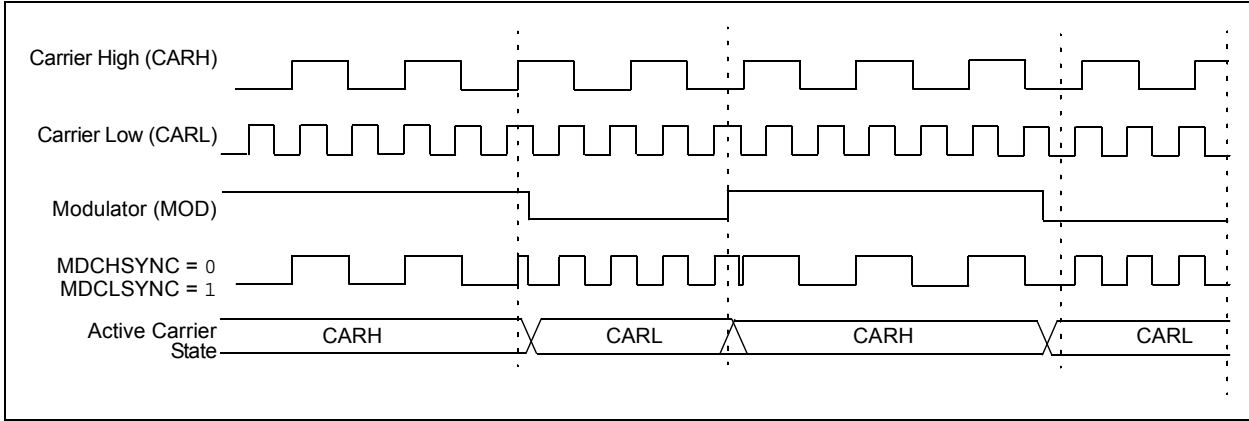 Carrier High (CARH)
Carrier Low (CARL)
Modulator (MOD)
MDCHSYNC = 0
MDCLSYNC = 1
Active Carrier
State
CARH
CARL
CARH
CARL